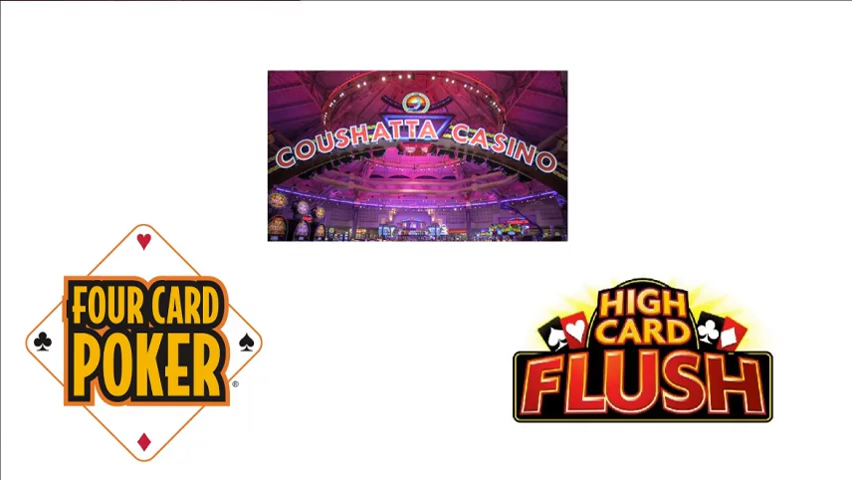 COUSHATTA CASINO
FOUR CARD
POKER
®
HIGH
CARD
FLUSH